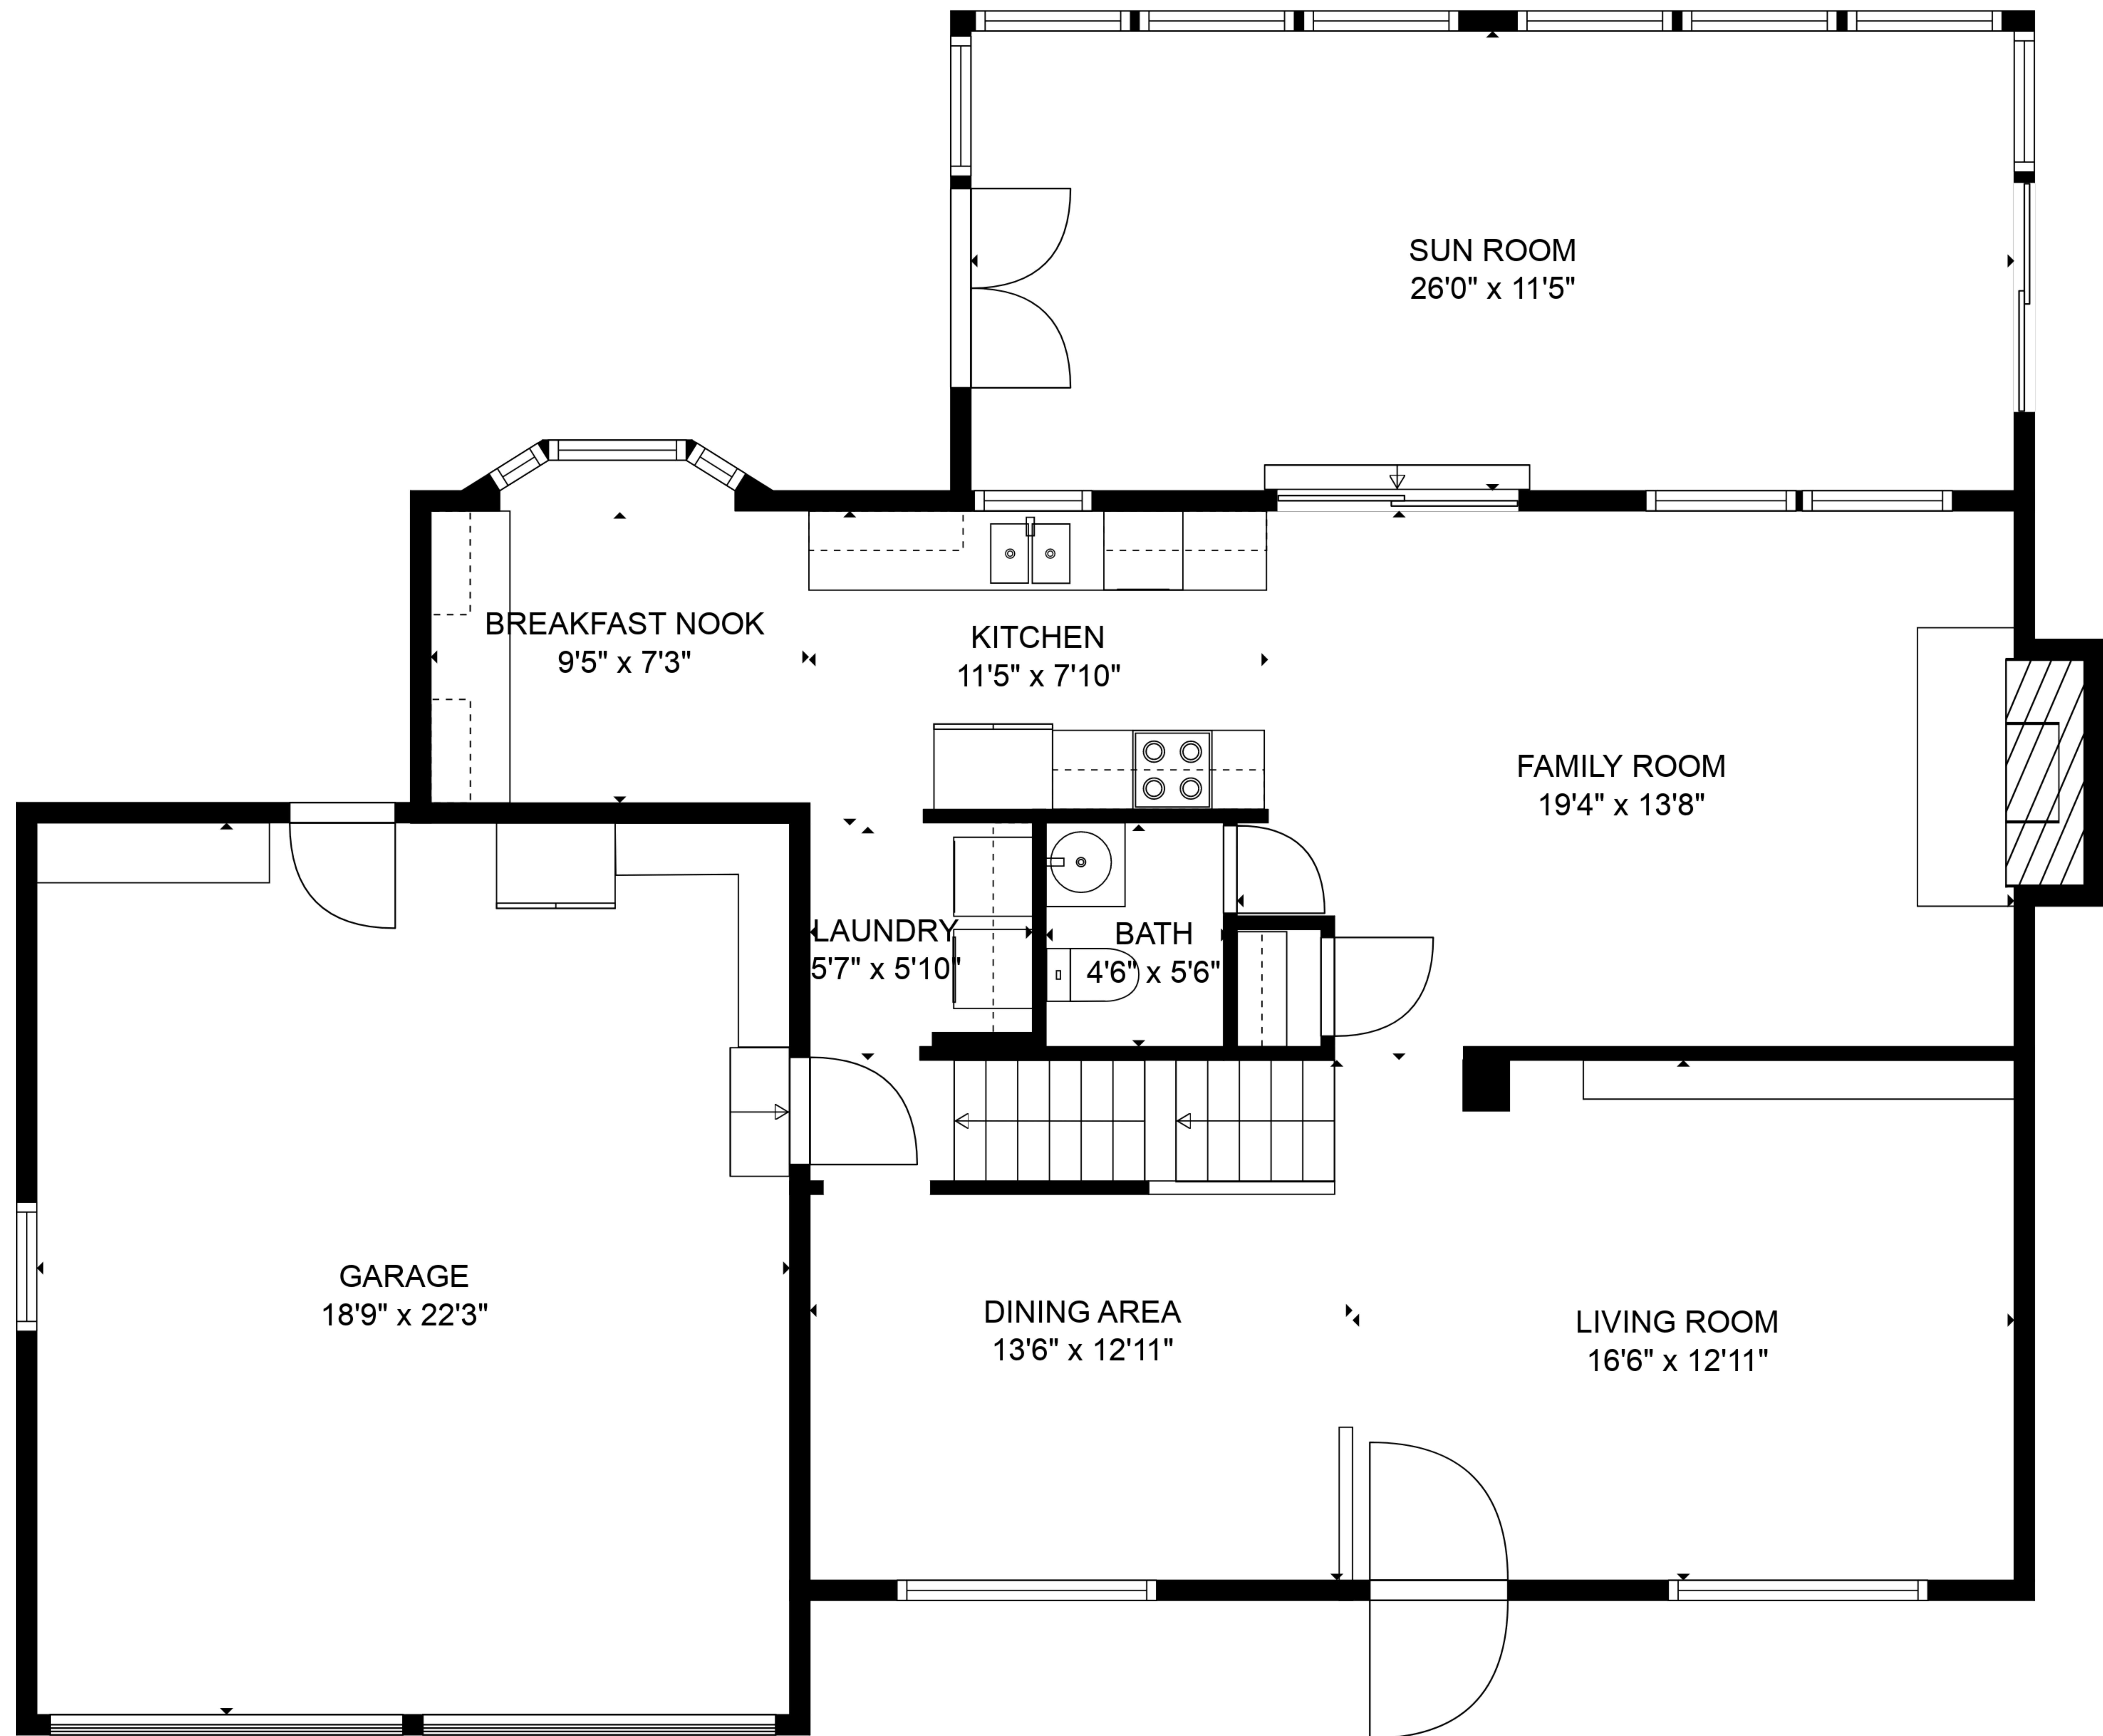 SUN ROOM
26'0" x 11'5"
BREAKFAST NOOK
9'5" x 7'3"
KITCHEN
11'5" x 7'10"
FAMILY ROOM
19'4" x 13'8"
LAUNDRY
5'7" x 5'10"
BATH
4'6" x 5'6"
GARAGE
18'9" x 22'3"
DINING AREA
13'6" x 12'11"
LIVING ROOM
16'6" x 12'11"